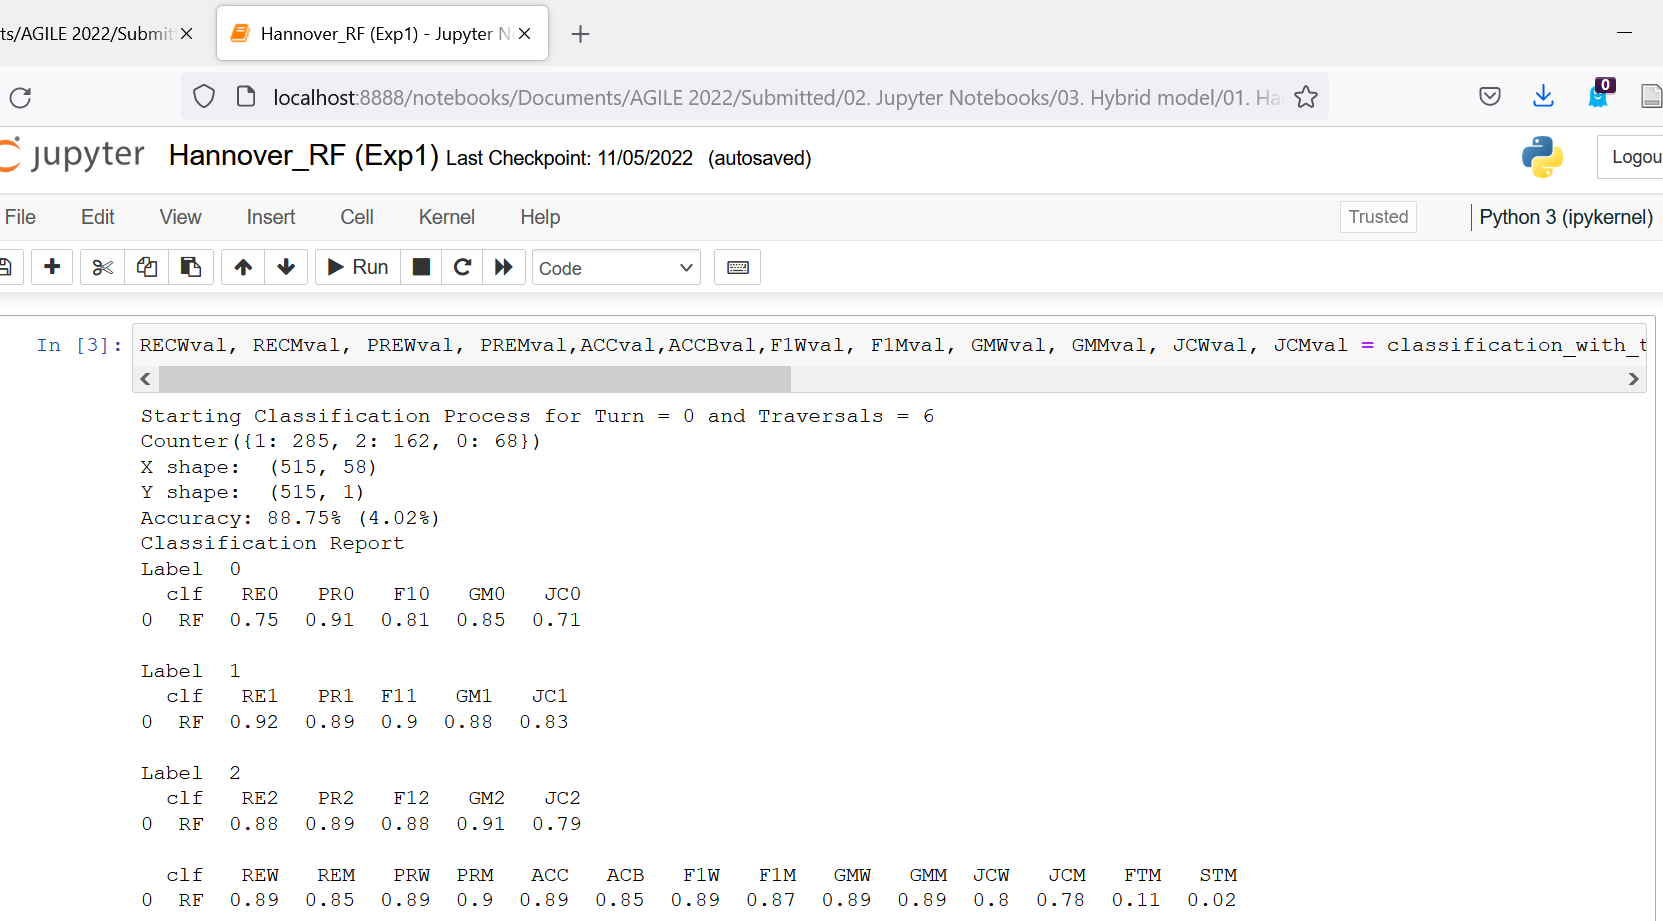 ts/AGILE 2022/Submit
Hannover_RF (Exp1) - Jupyter N
localhost:8888/notebooks/Documents/AGILE 2022/Submitted/02. Jupyter Notebooks/03. Hybrid model/01. Ha
0
jupyter Hannover_RF (Exp1) Last Checkpoint: 11/05/2022 (autosaved)
Logou
File Edit View Insert Cell Kernel Help
Trusted
Python 3 (ipykernel)
Run
Code
In [3]: RECWval, RECMval, PREWval, PREMval,ACCval,ACCBval,F1Wval, F1Mval, GMWval, GMMval, JCWval, JCMval = classification_with_t
Starting Classification Process for Turn = 0 and Traversals = 6
Counter({1: 285, 2: 162, 0: 68})
X shape: (515, 58)
Y shape: (515, 1)
Accuracy: 88.75% (4.02%)
Classification Report
Label 0
clf RE0 PR0 F10 GM0 JC0
0 RF 0.75 0.91 0.81 0.85 0.71
Label 1
clf RE1 PR1 F11 GM1 JC1
0 RF 0.92 0.89 0.9 0.88 0.83
Label 2
clf RE2 PR2 F12 GM2 JC2
0 RF 0.88 0.89 0.88 0.91 0.79
clf REW REM PRW PRM ACC ACB F1W F1M GMW GMM JCW JCM FTM STM
0 RF 0.89 0.85 0.89 0.9 0.89 0.85 0.89 0.87 0.89 0.89 0.8 0.78 0.11 0.02